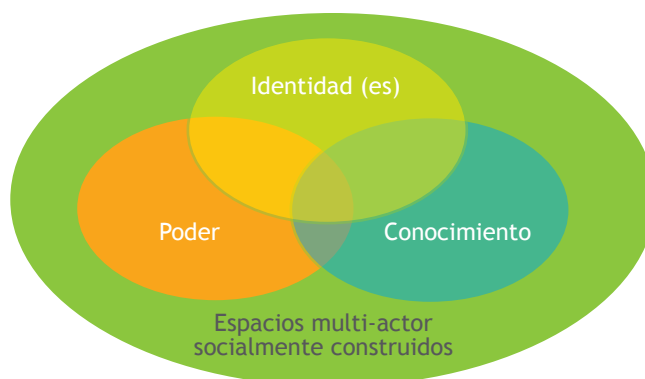 Identidad (es)
Poder
Conocimiento
Espacios multi-actor
socialmente construidos